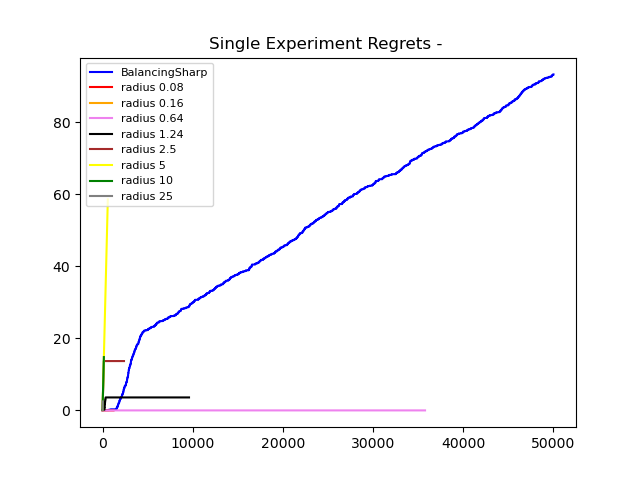 Single Experiment Regrets -
BalancingSharp
radius 0.08
radius 0.16
radius 0.64
radius 1.24
radius 2.5
radius 5
radius 10
radius 25
80
60
40
20
0
0 10000 20000 30000 40000 50000